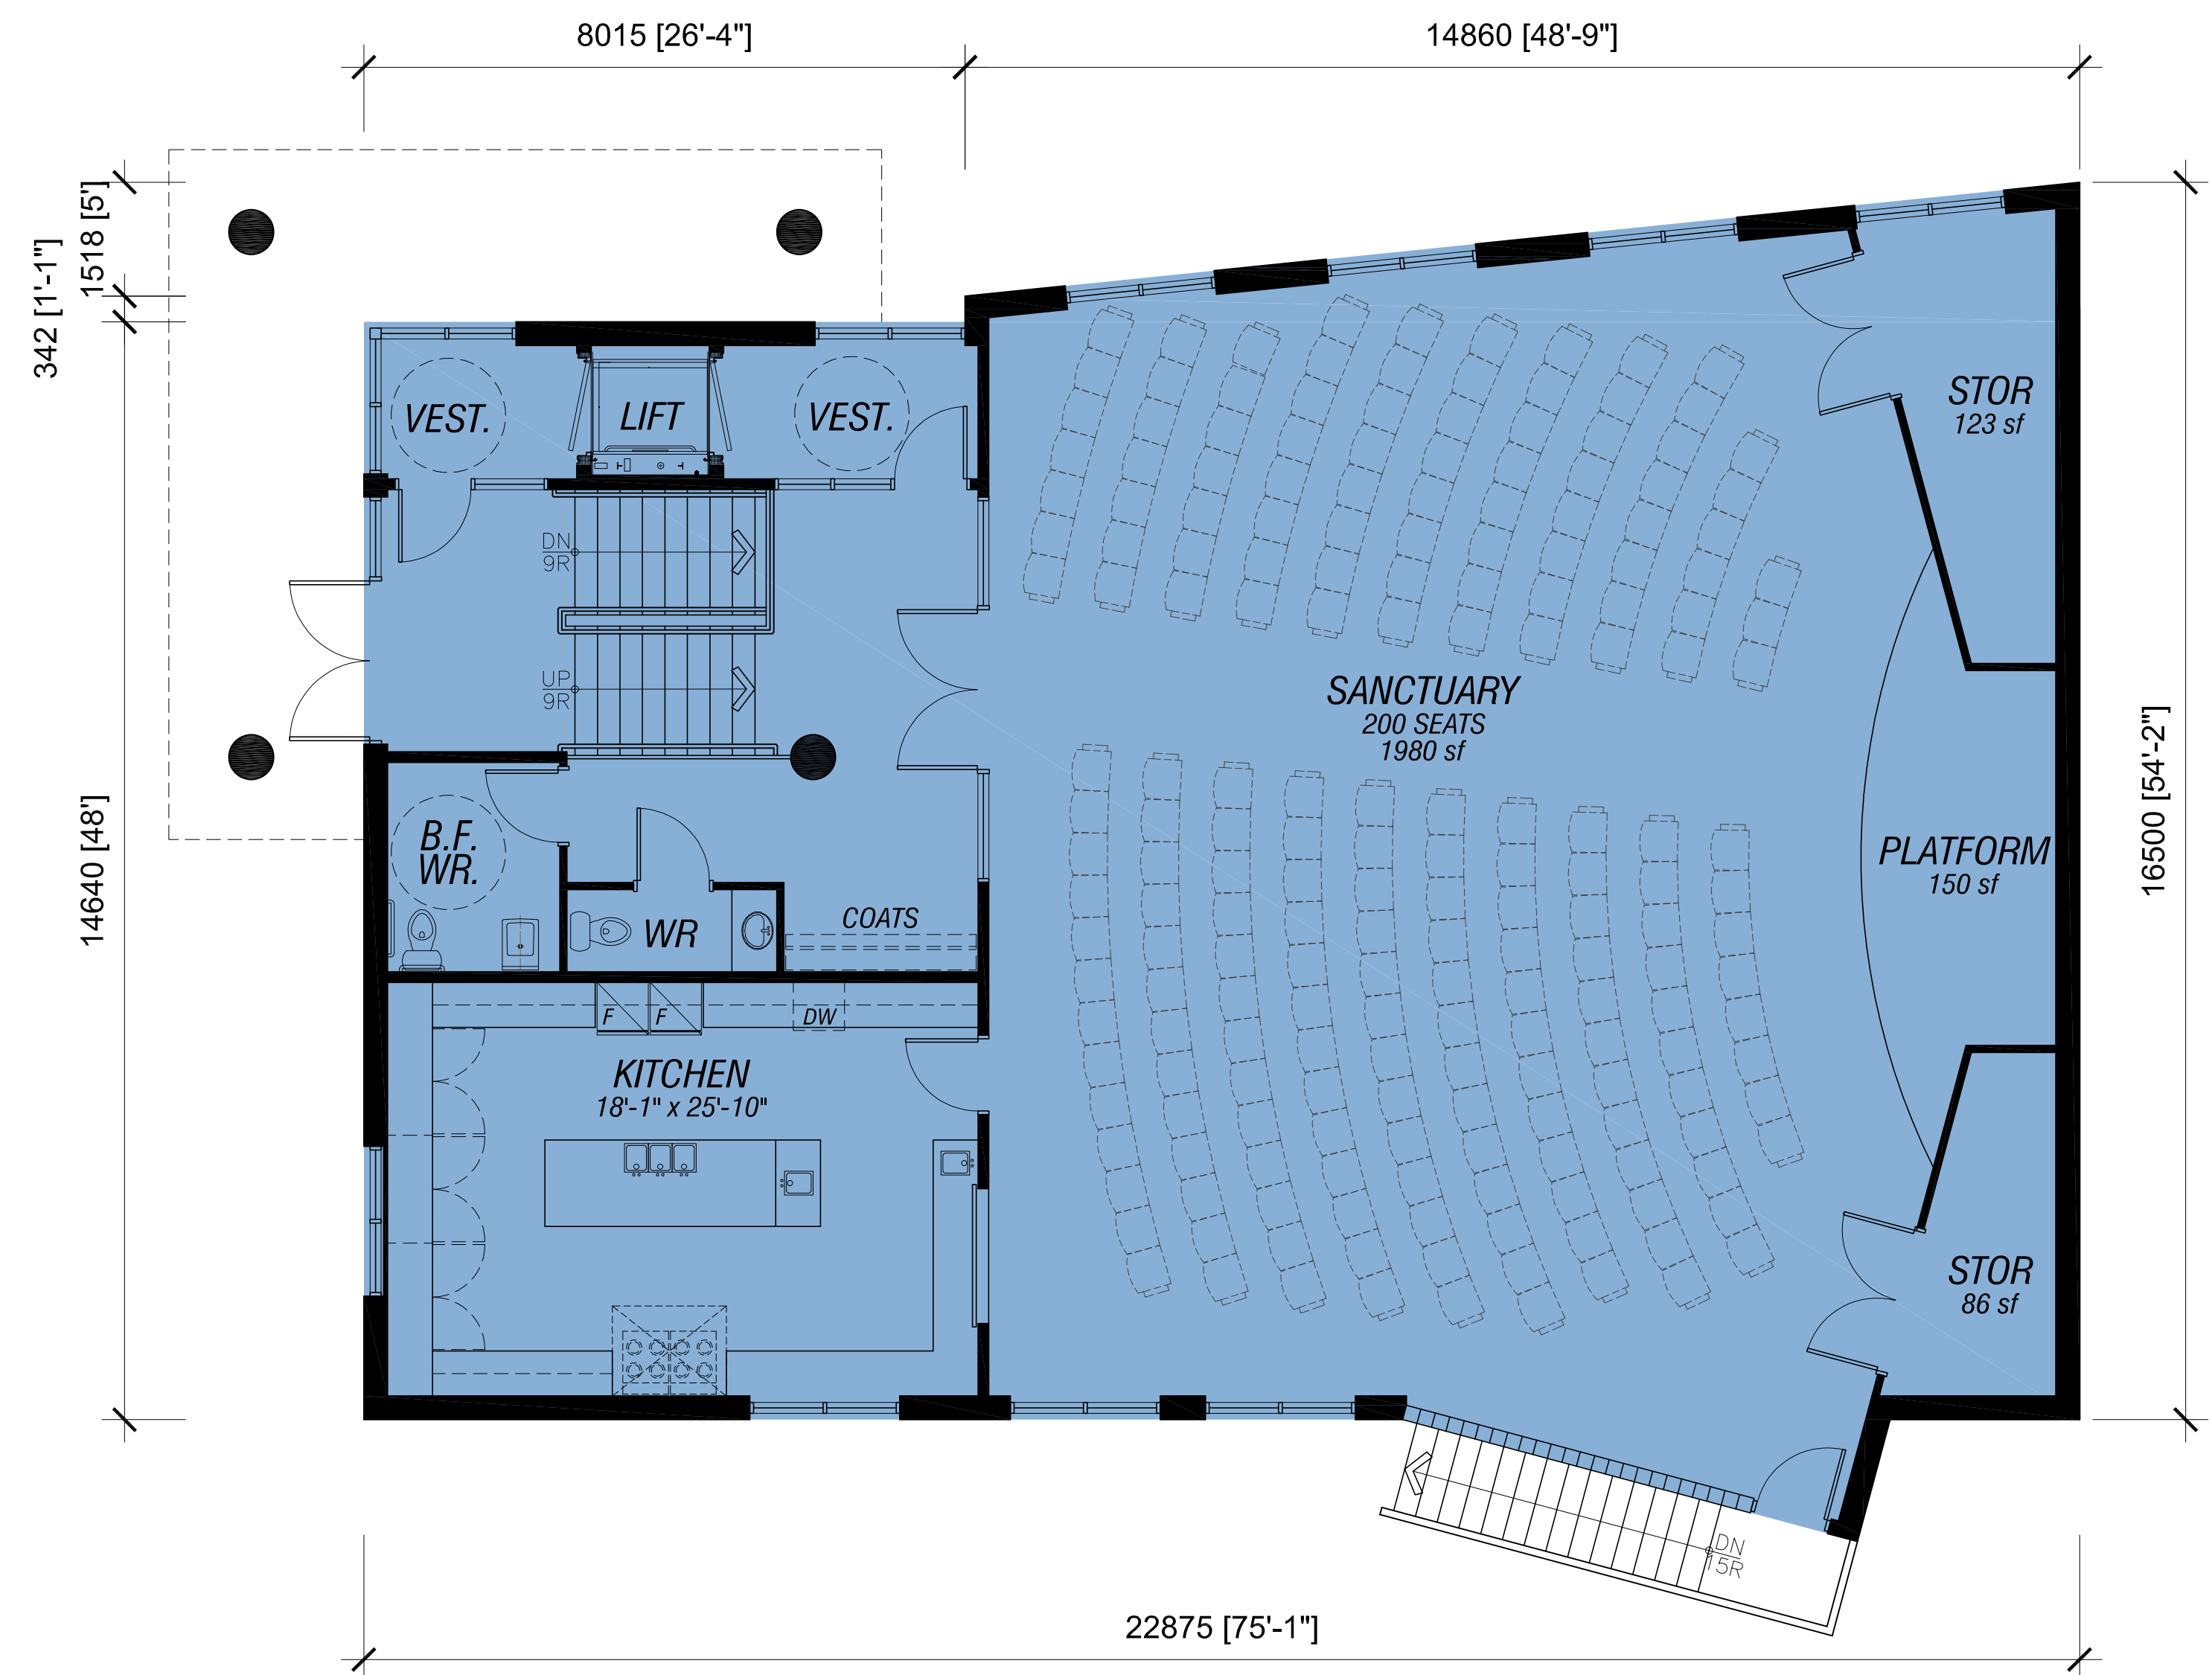 8015 [26'-4"]
14860 [48'-9"]
1518 [5']
342 [1'-1"]
VEST.
LIFT
VEST.
STOR
123 sf
DN
9R
UP
9R
SANCTUARY
200 SEATS
1980 sf
16500 [54'-2"]
14640 [48']
B.F.
WR.
WR
COATS
PLATFORM
150 sf
F
F
DW
KITCHEN
18'-1" x 25'-10"
STOR
86 sf
DN
15R
22875 [75'-1"]